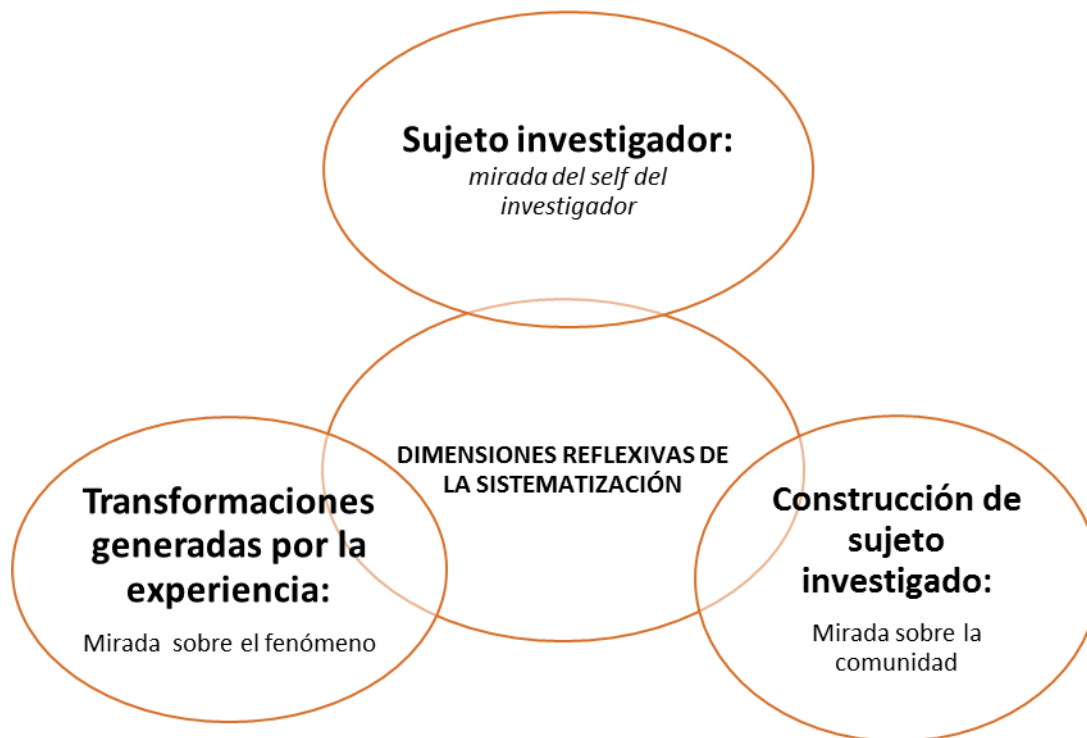 Sujeto investigador:
mirada del self del
investigador
DIMENSIONES REFLEXIVAS DE
LA SISTEMATIZACIÓN
Transformaciones
generadas por la
experiencia:
Mirada sobre el fenómeno
Construcción de
sujeto
investigado:
Mirada sobre la
comunidad